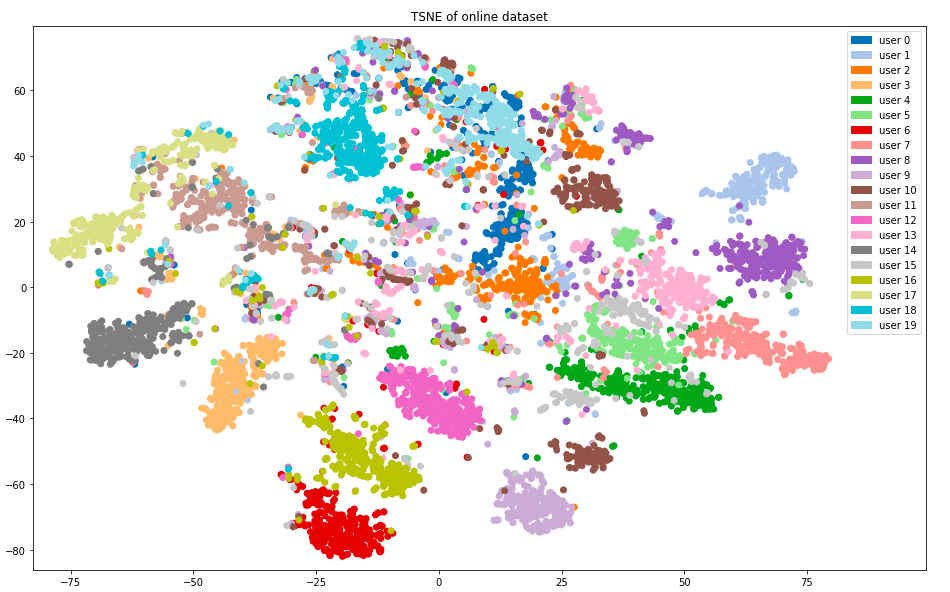 TSNE of online dataset
user 0
user 1
user 2
user 3
user 4
user 5
user 6
user 7
user 8
user 9
user 10
user 11
user 12
user 13
user 14
user 15
user 16
user 17
user 18
user 19
60
40
20
0
−20
−40
−60
−80
−75 −50 −25 0 25 50 75